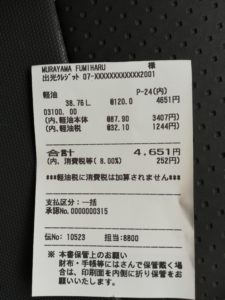 MURAYAMA FUMIHARU 様
出光クレジット 07-XXXXXXXXXXXX2001
軽油 P-24(内)
38.76L @120.0 4651円
03100. 00
(内,軽油本体 @87.90 3407円)
(内,軽油税 @32.10 1244円)
合計 4,651円
(内、消費税等( 8.00%) 252円)
***軽油税に消費税は加算されません***
支払区分：一括
承認No.0000000315
伝No: 10523 担当:8800
※ 本書保管上のお願い
財布・手帳等にはさんで保管戴く場
合は、印刷面を内側に折り保管をお
願いいたします。